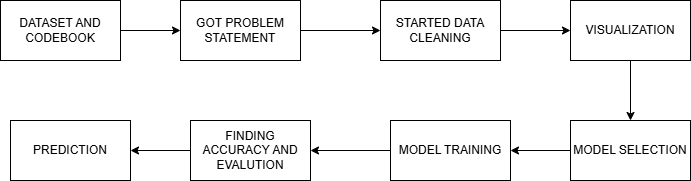 DATASET AND
CODEBOOK
GOT PROBLEM
STATEMENT
STARTED DATA
CLEANING
VISUALIZATION
MODEL SELECTION
MODEL TRAINING
FINDING
ACCURACY AND
EVALUTION
PREDICTION